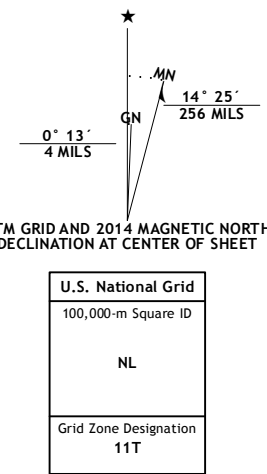 ★
MN
GN
14° 25´
256 MILS
0° 13´
4 MILS
TM GRID AND 2014 MAGNETIC NORTH
DECLINATION AT CENTER OF SHEET
U.S. National Grid
100,000-m Square ID
NL
Grid Zone Designation
11T